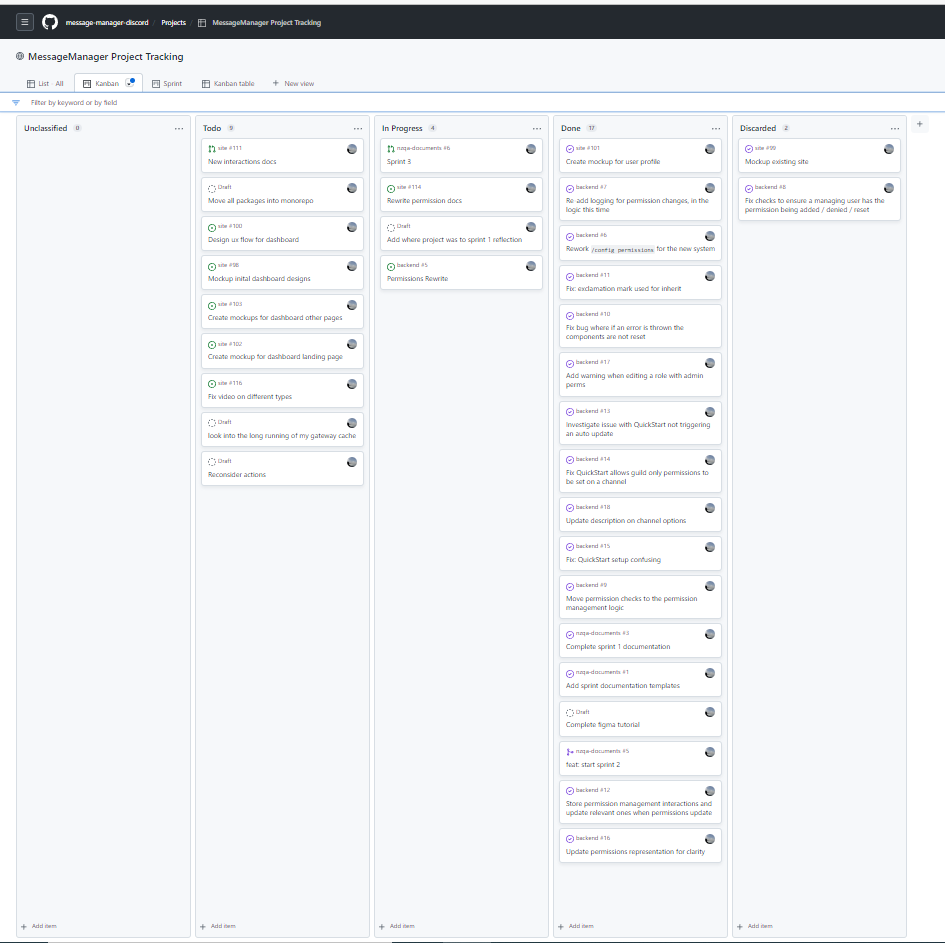 message-manager-discord / Projects / MessageManager Project Tracking
MessageManager Project Tracking
List - All
Kanban
Sprint
Kanban table
+ New view
Filter by keyword or by field
Unclassified 0
Add item
Todo 9
site #111
New interactions docs
Draft
Move all packages into monorepo
site #100
Design ux flow for dashboard
site #98
Mockup inital dashboard designs
site #103
Create mockups for dashboard other pages
site #102
Create mockup for dashboard landing page
site #116
Fix video on different types
Draft
look into the long running of my gateway cache
Draft
Reconsider actions
Add item
In Progress 4
nzqa-documents #6
Sprint 3
site #114
Rewrite permission docs
Draft
Add where project was to sprint 1 reflection
backend #5
Permissions Rewrite
Add item
Done 17
site #101
Create mockup for user profile
backend #7
Re-add logging for permission changes, in the
logic this time
backend #6
Rework /config permissions for the new system
backend #11
Fix: exclamation mark used for inherit
backend #10
Fix bug where if an error is thrown the
components are not reset
backend #17
Add warning when editing a role with admin
perms
backend #13
Investigate issue with QuickStart not triggering
an auto update
backend #14
Fix QuickStart allows guild only permissions to
be set on a channel
backend #18
Update description on channel options
backend #15
Fix: QuickStart setup confusing
backend #9
Move permission checks to the permission
management logic
nzqa-documents #3
Complete sprint 1 documentation
nzqa-documents #1
Add sprint documentation templates
Draft
Complete figma tutorial
nzqa-documents #5
feat: start sprint 2
backend #12
Store permission management interactions and
update relevant ones when permissions update
backend #16
Update permissions representation for clarity
Add item
Discarded 2
site #99
Mockup existing site
backend #8
Fix checks to ensure a managing user has the
permission being added / denied / reset
Add item